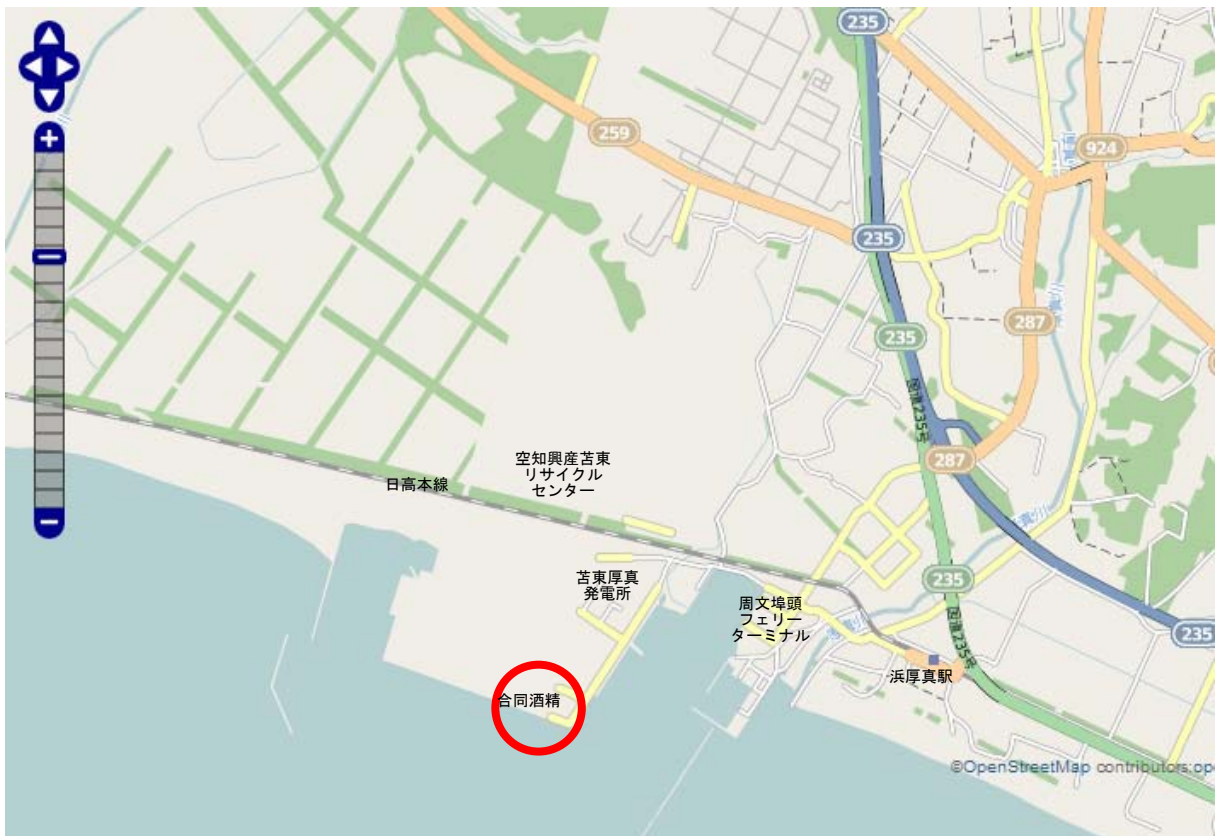 235
259
924
235
287
235
国道235号
287
空知興産苫東
リサイクル
センター
日高本線
苫東厚真
発電所
235
周文埠頭
フェリー
ターミナル
国道235号
235
浜厚真駅
合同酒精
©OpenStreetMap contributors op